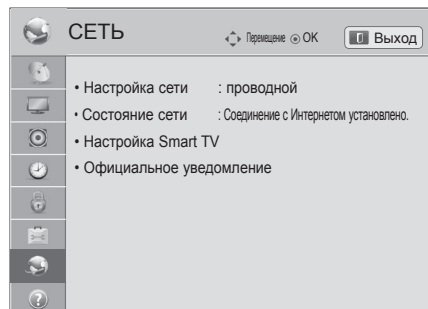 СЕТЬ
Перемещение OK
Выход
• Настройка сети : проводной
• Состояние сети : Соединение с Интернетом установлено.
• Настройка Smart TV
• Официальное уведомление
?